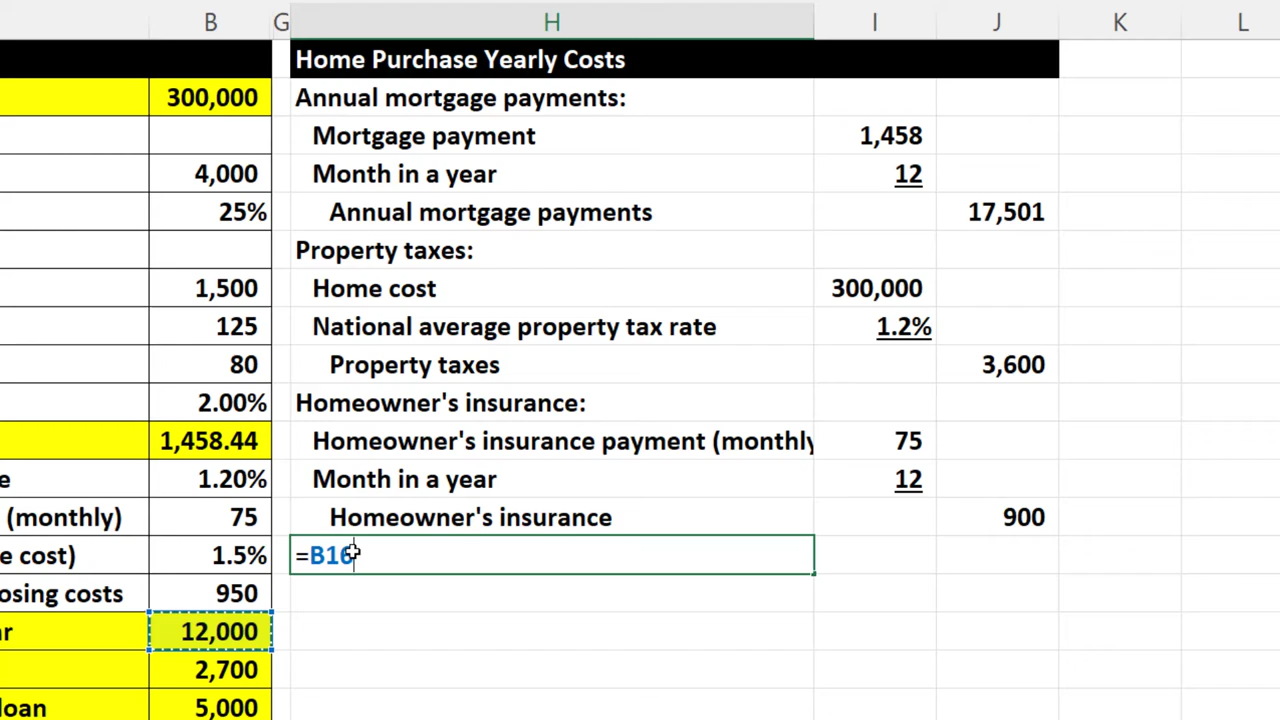 B G H I J K L
Home Purchase Yearly Costs
300,000 Annual mortgage payments:
Mortgage payment 1,458
4,000 Month in a year 12
25% Annual mortgage payments 17,501
Property taxes:
1,500 Home cost 300,000
125 National average property tax rate 1.2%
80 Property taxes 3,600
2.00% Homeowner's insurance:
1,458.44 Homeowner's insurance payment (monthly 75
e 1.20% Month in a year 12
(monthly) 75 Homeowner's insurance 900
e cost) 1.5% =B16
osing costs 950
ar 12,000
2,700
loan 5,000